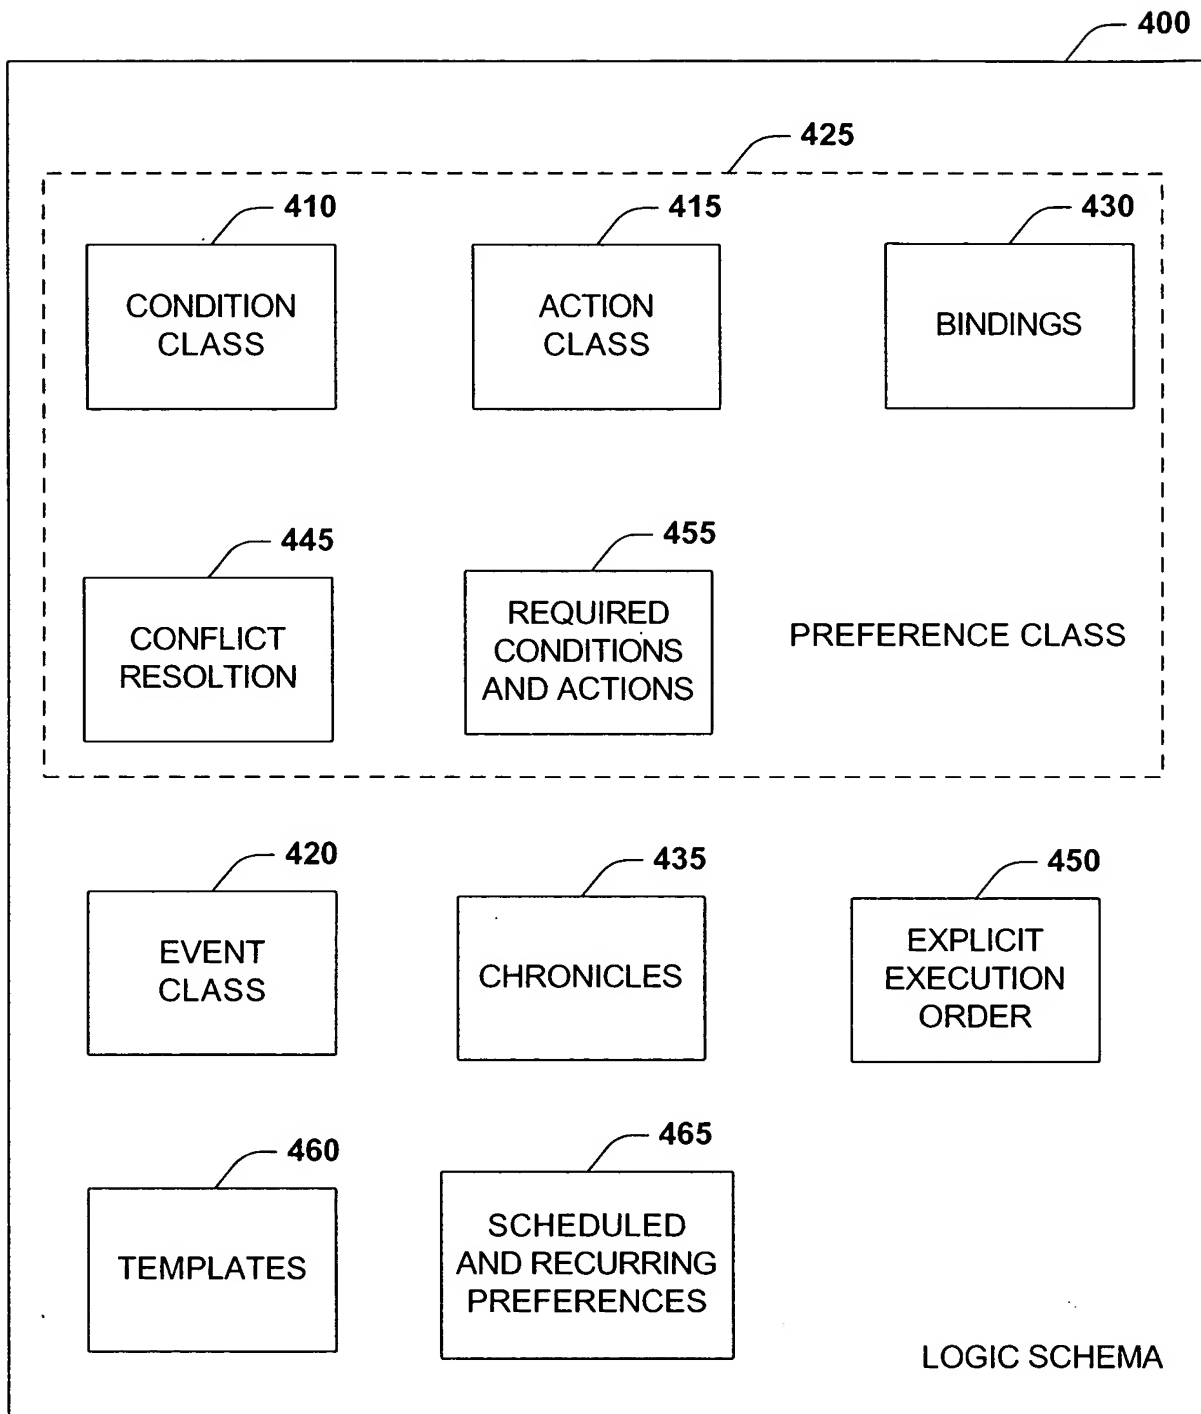 400
425
410
415
430
CONDITION
CLASS
ACTION
CLASS
BINDINGS
445
455
CONFLICT
RESOLTION
REQUIRED
CONDITIONS
AND ACTIONS
PREFERENCE CLASS
420
435
450
EVENT
CLASS
CHRONICLES
EXPLICIT
EXECUTION
ORDER
460
465
TEMPLATES
SCHEDULED
AND RECURRING
PREFERENCES
LOGIC SCHEMA